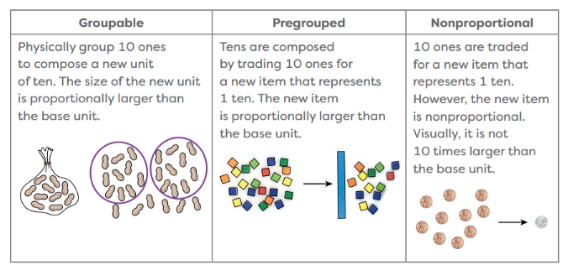 Groupable
Physically group 10 ones
to compose a new unit
of ten. The size of the new unit
is proportionally larger than
the base unit.
Pregrouped
Tens are composed
by trading 10 ones for
a new item that represents
1 ten. The new item
is proportionally larger than
the base unit.
Nonproportional
10 ones are traded
for a new item that
represents 1 ten.
However, the new item
is nonproportional.
Visually, it is not
10 times larger than
the base unit.